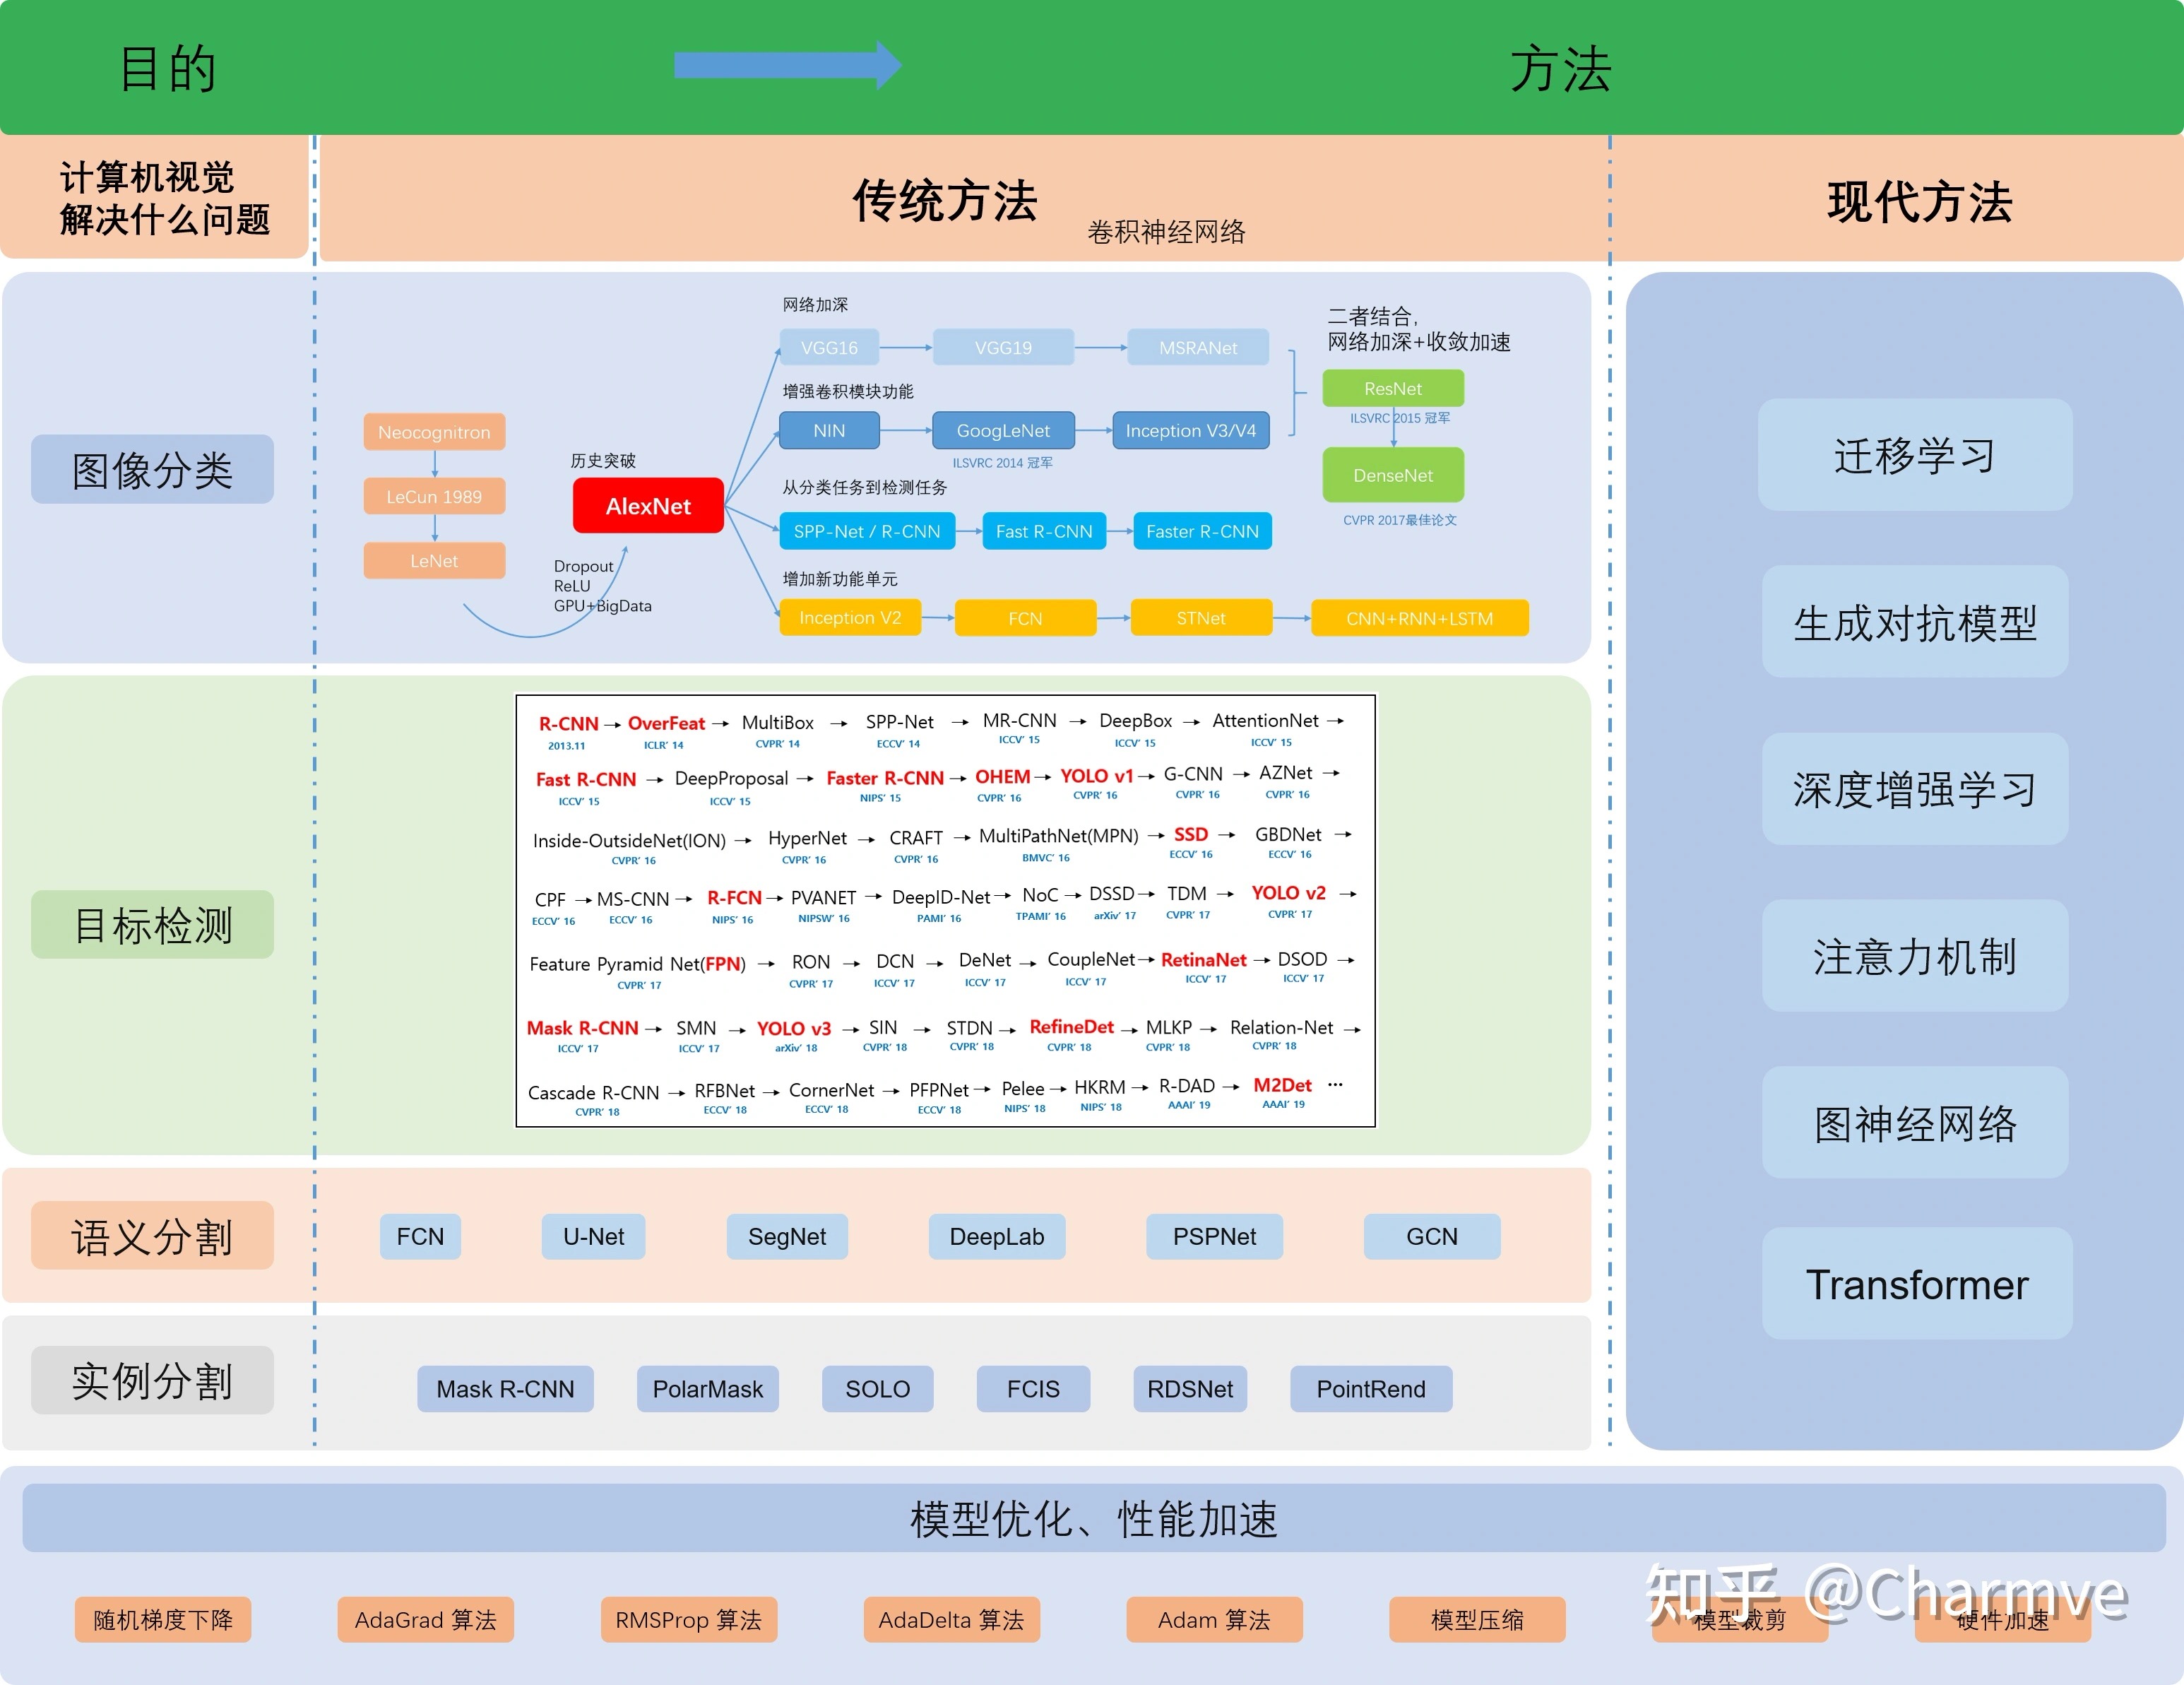 目的
方法
计算机视觉
解决什么问题
传统方法
卷积神经网络
现代方法
图像分类
Neocognitron
LeCun 1989
LeNet
Dropout
ReLU
GPU+BigData
历史突破
AlexNet
网络加深
VGG16
VGG19
MSRANet
增强卷积模块功能
NIN
GoogLeNet
Inception V3/V4
ILSVRC 2014 冠军
从分类任务到检测任务
SPP-Net / R-CNN
Fast R-CNN
Faster R-CNN
增加新功能单元
Inception V2
FCN
STNet
CNN+RNN+LSTM
二者结合,
网络加深+收敛加速
ResNet
ILSVRC 2015 冠军
DenseNet
CVPR 2017最佳论文
目标检测
R-CNN → OverFeat → MultiBox → SPP-Net → MR-CNN → DeepBox → AttentionNet →
2013.11 ICLR' 14 CVPR' 14 ECCV' 14 ICCV' 15 ICCV' 15 ICCV' 15
Fast R-CNN → DeepProposal → Faster R-CNN → OHEM → YOLO v1 → G-CNN → AZNet →
ICCV' 15 ICCV' 15 NIPS' 15 CVPR' 16 CVPR' 16 CVPR' 16 CVPR' 16
Inside-OutsideNet(ION) → HyperNet → CRAFT → MultiPathNet(MPN) → SSD → GBDNet →
CVPR' 16 CVPR' 16 CVPR' 16 BMVC' 16 ECCV' 16 ECCV' 16
CPF → MS-CNN → R-FCN → PVANET → DeepID-Net → NoC → DSSD → TDM → YOLO v2 →
ECCV' 16 ECCV' 16 NIPS' 16 NIPSW' 16 PAMI' 16 TPAMI' 16 arXiv' 17 CVPR' 17 CVPR' 17
Feature Pyramid Net(FPN) → RON → DCN → DeNet → CoupleNet → RetinaNet → DSOD →
CVPR' 17 CVPR' 17 ICCV' 17 ICCV' 17 ICCV' 17 ICCV' 17 ICCV' 17
Mask R-CNN → SMN → YOLO v3 → SIN → STDN → RefineDet → MLKP → Relation-Net →
ICCV' 17 ICCV' 17 arXiv' 18 CVPR' 18 CVPR' 18 CVPR' 18 CVPR' 18 CVPR' 18
Cascade R-CNN → RFBNet → CornerNet → PFPNet → Pelee → HKRM → R-DAD → M2Det ···
CVPR' 18 ECCV' 18 ECCV' 18 ECCV' 18 NIPS' 18 NIPS' 18 AAAI' 19 AAAI' 19
语义分割
FCN
U-Net
SegNet
DeepLab
PSPNet
GCN
实例分割
Mask R-CNN
PolarMask
SOLO
FCIS
RDSNet
PointRend
迁移学习
生成对抗模型
深度增强学习
注意力机制
图神经网络
Transformer
模型优化、性能加速
随机梯度下降
AdaGrad 算法
RMSProp 算法
AdaDelta 算法
Adam 算法
模型压缩
模型裁剪
硬件加速
知乎 @Charmve